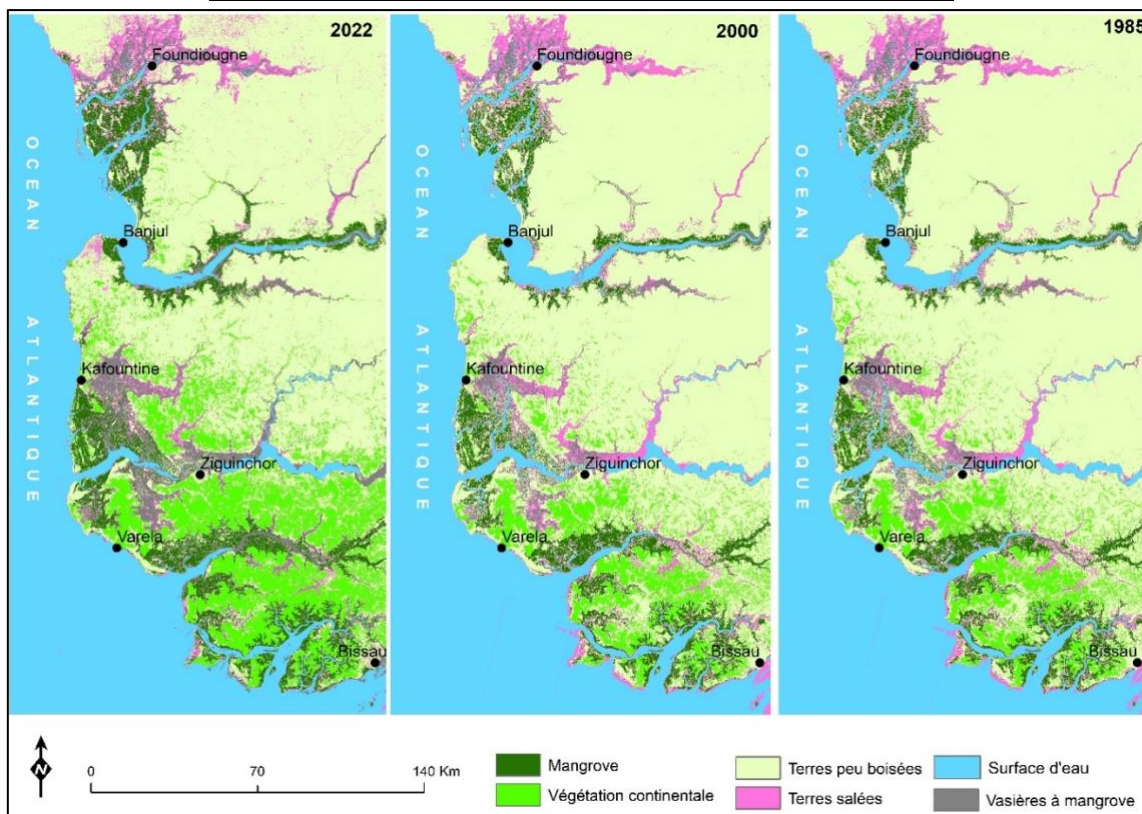 2022
Foundiougne
Banjul
Kafountine
Ziguinchor
Varela
Bissau
OCEAN
ATLANTIQUE
2000
Foundiougne
Banjul
Kafountine
Ziguinchor
Varela
Bissau
OCEAN
ATLANTIQUE
1985
Foundiougne
Banjul
Kafountine
Ziguinchor
Varela
Bissau
OCEAN
ATLANTIQUE
N
0 70 140 Km
Mangrove
Végétation continentale
Terres peu boisées
Terres salées
Surface d'eau
Vasières à mangrove